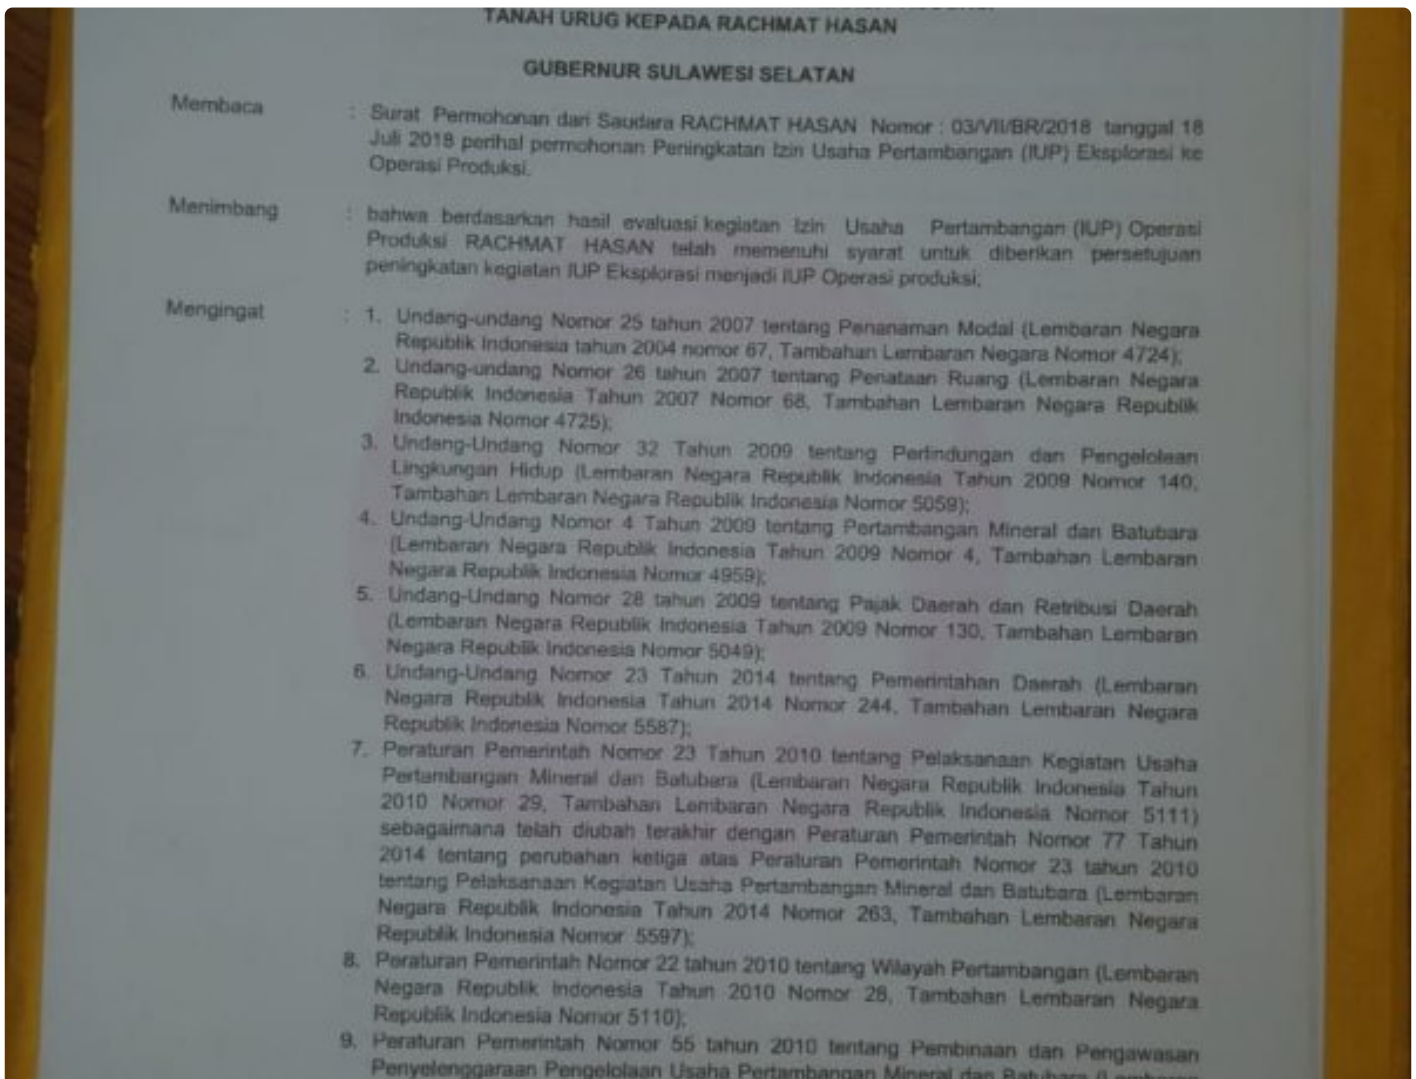 TANAH URUG KEPADA RACHMAT HASAN
GUBERNUR SULAWESI SELATAN
Membaca : Surat Permohonan dari Saudara RACHMAT HASAN Nomor : 03/VII/BR/2018 tanggal 18
Juli 2018 perihal permohonan Peningkatan Izin Usaha Pertambangan (IUP) Eksplorasi ke
Operasi Produksi.
Menimbang : bahwa berdasarkan hasil evaluasi kegiatan Izin Usaha Pertambangan (IUP) Operasi
Produksi RACHMAT HASAN telah memenuhi syarat untuk diberikan persetujuan
peningkatan kegiatan IUP Eksplorasi menjadi IUP Operasi produksi;
Mengingat : 1. Undang-undang Nomor 25 tahun 2007 tentang Penanaman Modal (Lembaran Negara
Republik Indonesia tahun 2004 nomor 67, Tambahan Lembaran Negara Nomor 4724);
2. Undang-undang Nomor 26 tahun 2007 tentang Penataan Ruang (Lembaran Negara
Republik Indonesia Tahun 2007 Nomor 68, Tambahan Lembaran Negara Republik
Indonesia Nomor 4725);
3. Undang-Undang Nomor 32 Tahun 2009 tentang Perlindungan dan Pengelolaan
Lingkungan Hidup (Lembaran Negara Republik Indonesia Tahun 2009 Nomor 140,
Tambahan Lembaran Negara Republik Indonesia Nomor 5059);
4. Undang-Undang Nomor 4 Tahun 2009 tentang Pertambangan Mineral dan Batubara
(Lembaran Negara Republik Indonesia Tahun 2009 Nomor 4, Tambahan Lembaran
Negara Republik Indonesia Nomor 4959);
5. Undang-Undang Nomor 28 tahun 2009 tentang Pajak Daerah dan Retribusi Daerah
(Lembaran Negara Republik Indonesia Tahun 2009 Nomor 130, Tambahan Lembaran
Negara Republik Indonesia Nomor 5049);
6. Undang-Undang Nomor 23 Tahun 2014 tentang Pemerintahan Daerah (Lembaran
Negara Republik Indonesia Tahun 2014 Nomor 244, Tambahan Lembaran Negara
Republik Indonesia Nomor 5587);
7. Peraturan Pemerintah Nomor 23 Tahun 2010 tentang Pelaksanaan Kegiatan Usaha
Pertambangan Mineral dan Batubara (Lembaran Negara Republik Indonesia Tahun
2010 Nomor 29, Tambahan Lembaran Negara Republik Indonesia Nomor 5111)
sebagaimana telah diubah terakhir dengan Peraturan Pemerintah Nomor 77 Tahun
2014 tentang perubahan ketiga atas Peraturan Pemerintah Nomor 23 tahun 2010
tentang Pelaksanaan Kegiatan Usaha Pertambangan Mineral dan Batubara (Lembaran
Negara Republik Indonesia Tahun 2014 Nomor 263, Tambahan Lembaran Negara
Republik Indonesia Nomor 5597);
8. Peraturan Pemerintah Nomor 22 tahun 2010 tentang Wilayah Pertambangan (Lembaran
Negara Republik Indonesia Tahun 2010 Nomor 28, Tambahan Lembaran Negara
Republik Indonesia Nomor 5110);
9. Peraturan Pemerintah Nomor 55 tahun 2010 tentang Pembinaan dan Pengawasan
Penyelenggaraan Pengelolaan Usaha Pertambangan Mineral dan Batubara (Lembaran